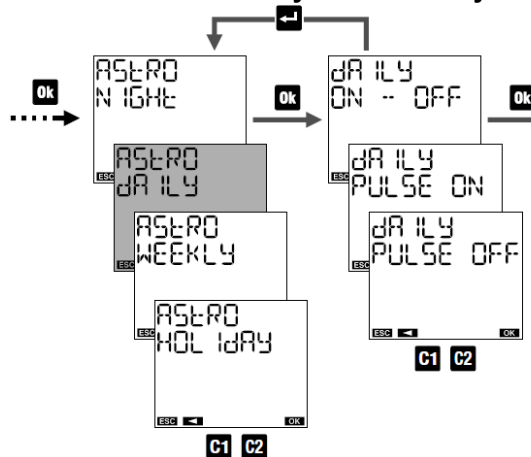 Ok
AStRO
NIGHt
ESC
AStRO
dAILY
ESC
AStRO
WEEKLY
ESC
AStRO
HOLIdAY
ESC ◄ OK
C1 C2
Ok
dAILY
ON -- OFF
ESC
dAILY
PULSE ON
ESC
dAILY
PULSE OFF
ESC ◄ OK
C1 C2
Ok